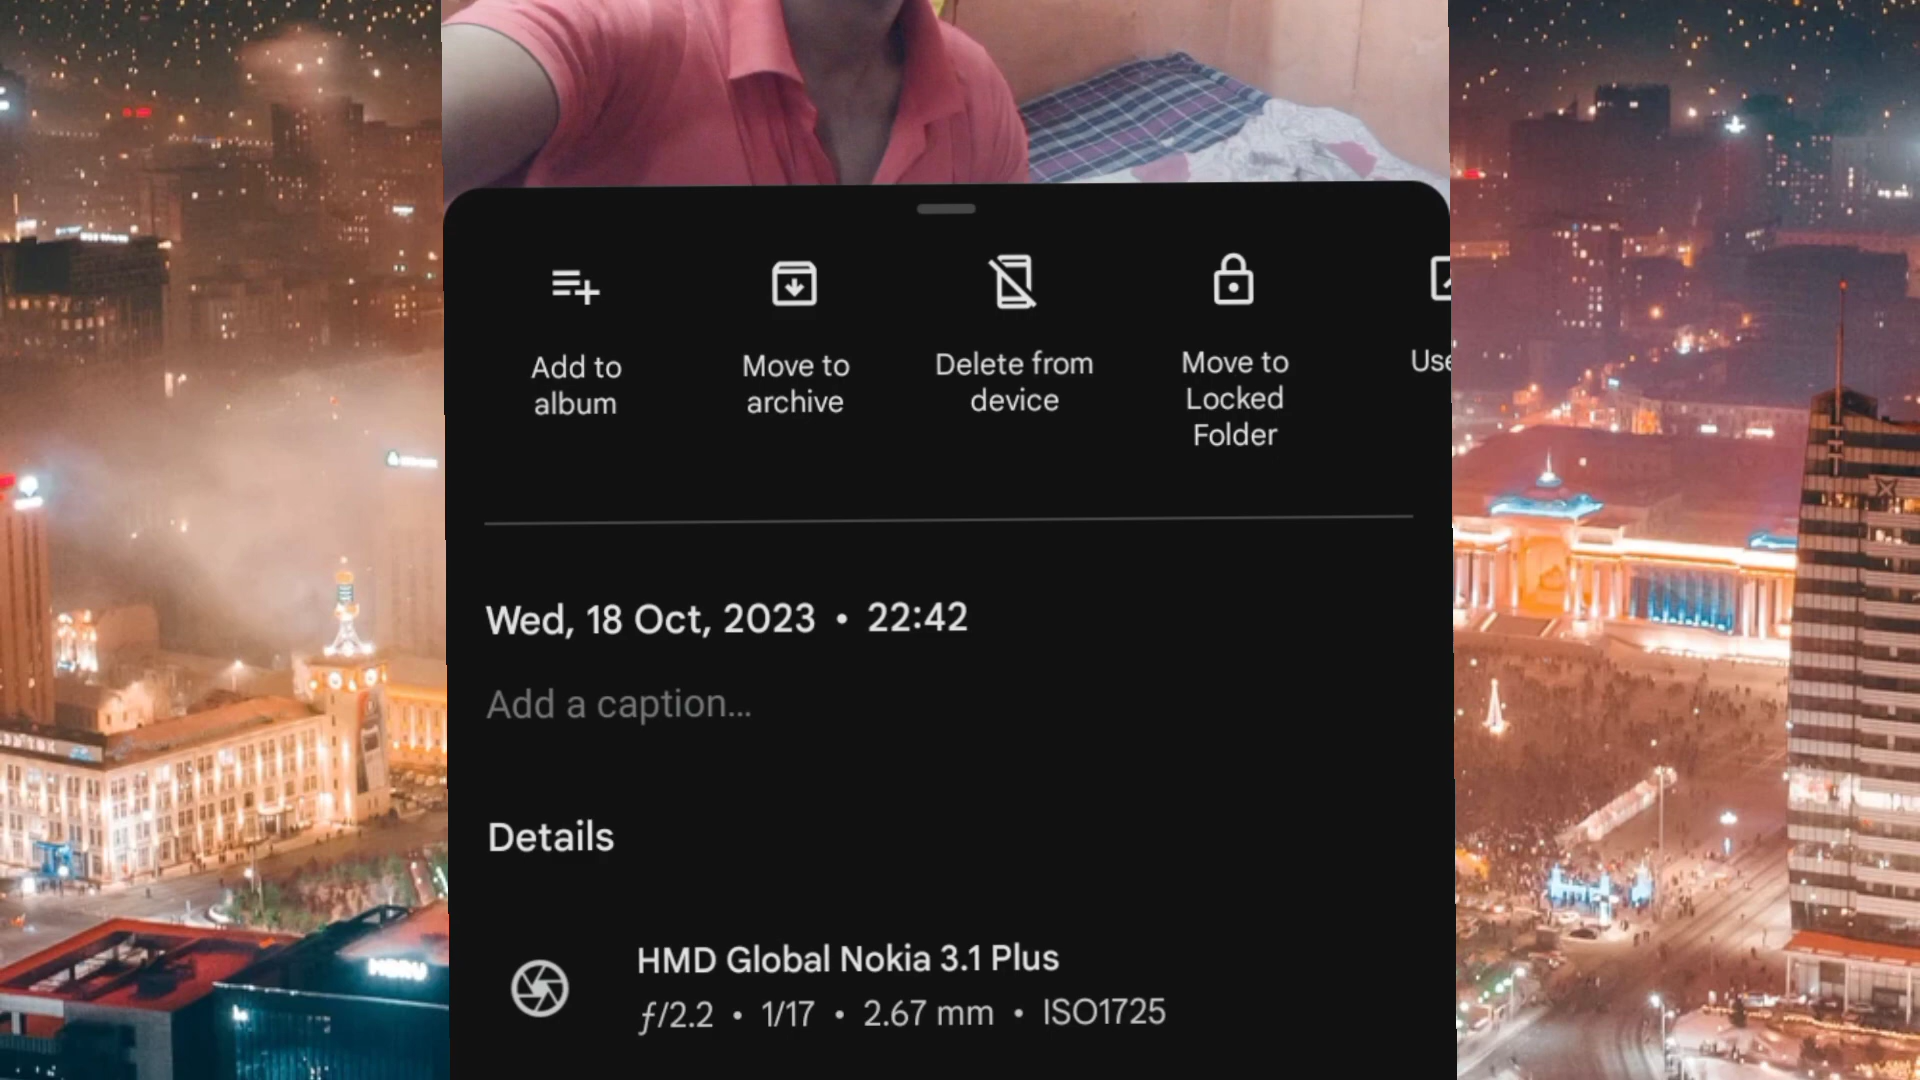 Add to
album
Move to
archive
Delete from
device
Move to
Locked
Folder
Use
Wed, 18 Oct, 2023 • 22:42
Add a caption...
Details
HMD Global Nokia 3.1 Plus
ƒ/2.2 • 1/17 • 2.67 mm • ISO1725